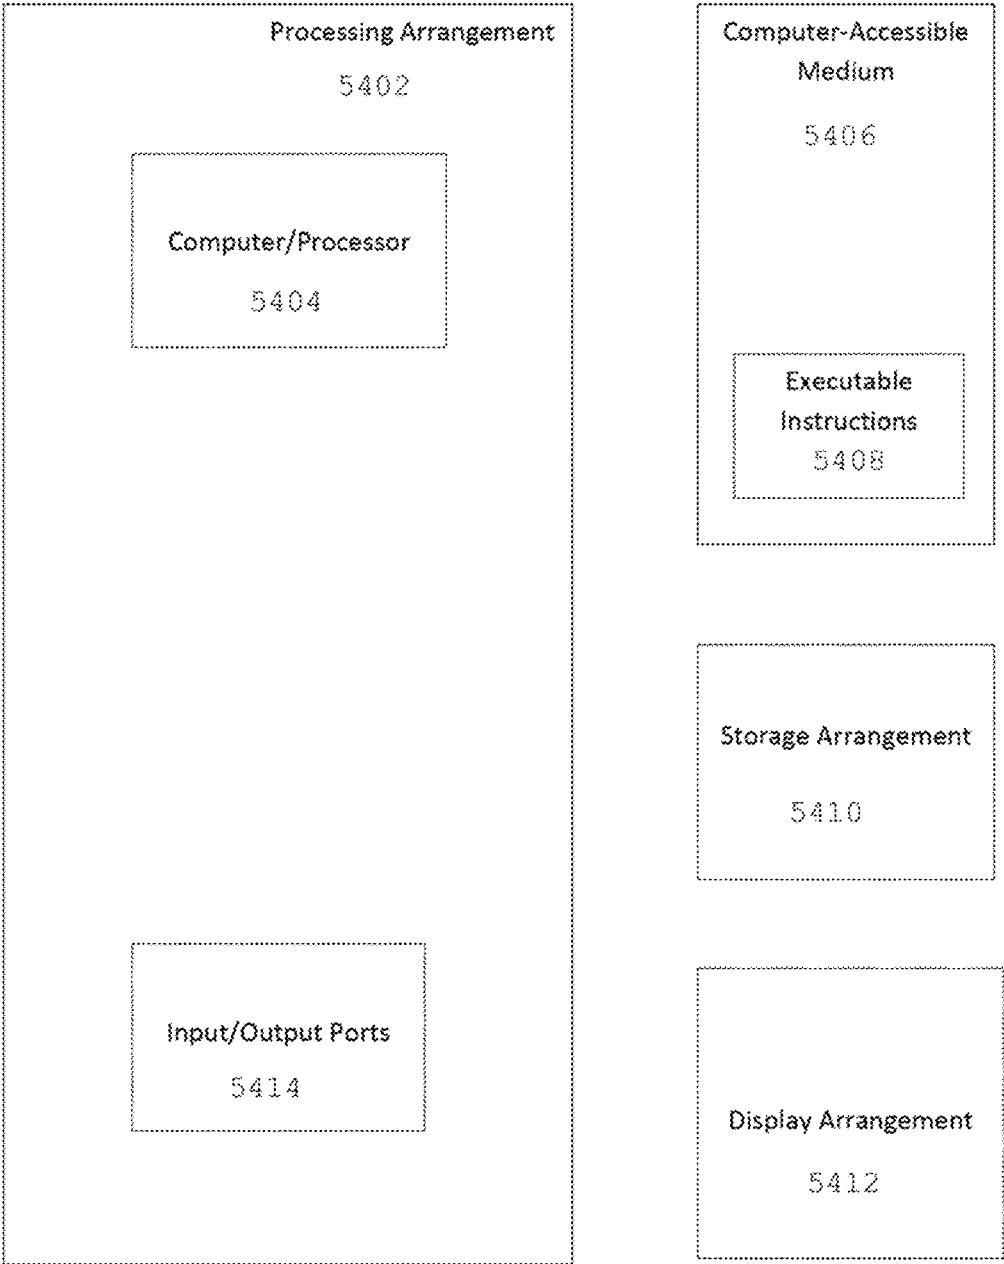 Processing Arrangement
5402
Computer/Processor
5404
Input/Output Ports
5414
Computer-Accessible
Medium
5406
Executable
Instructions
5408
Storage Arrangement
5410
Display Arrangement
5412